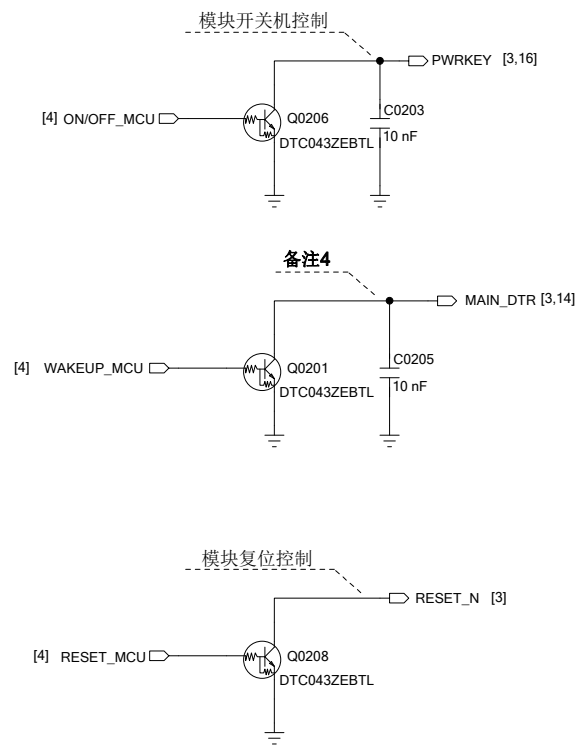 模块开关机控制
PWRKEY [3,16]
[4] ON/OFF_MCU
Q0206
DTC043ZEBTL
C0203
10 nF
备注4
MAIN_DTR [3,14]
[4] WAKEUP_MCU
Q0201
DTC043ZEBTL
C0205
10 nF
模块复位控制
RESET_N [3]
[4] RESET_MCU
Q0208
DTC043ZEBTL